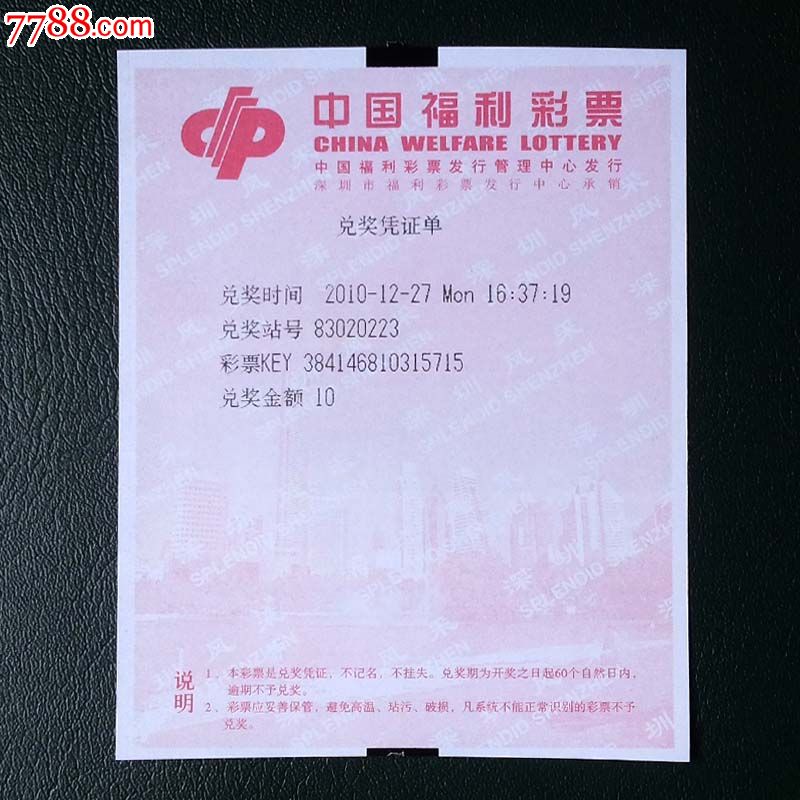 7788.com
中国福利彩票
CHINA WELFARE LOTTERY
中国福利彩票发行管理中心发行
深圳市福利彩票发行中心承销
兑奖凭证单
兑奖时间 2010-12-27 Mon 16:37:19
兑奖站号 83020223
彩票KEY 384146810315715
兑奖金额 10
深圳风采
SPLENDID SHENZHEN
说明
1、本彩票是兑奖凭证，不记名，不挂失。兑奖期为开奖之日起60个自然日内，
逾期不予兑奖。
2、彩票应妥善保管，避免高温、玷污、破损，凡系统不能正常识别的彩票不予
兑奖。